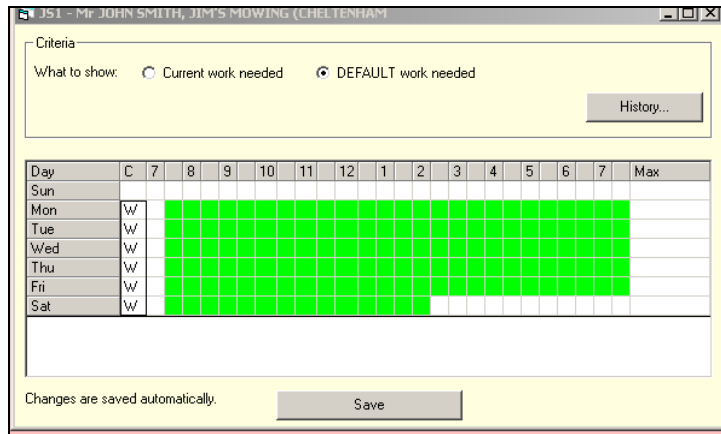 JS1 - Mr JOHN SMITH, JIM'S MOWING (CHELTENHAM
Criteria
What to show: Current work needed DEFAULT work needed
History...
Day C 7 8 9 10 11 12 1 2 3 4 5 6 7 Max
Sun
Mon W
Tue W
Wed W
Thu W
Fri W
Sat W
Changes are saved automatically. Save